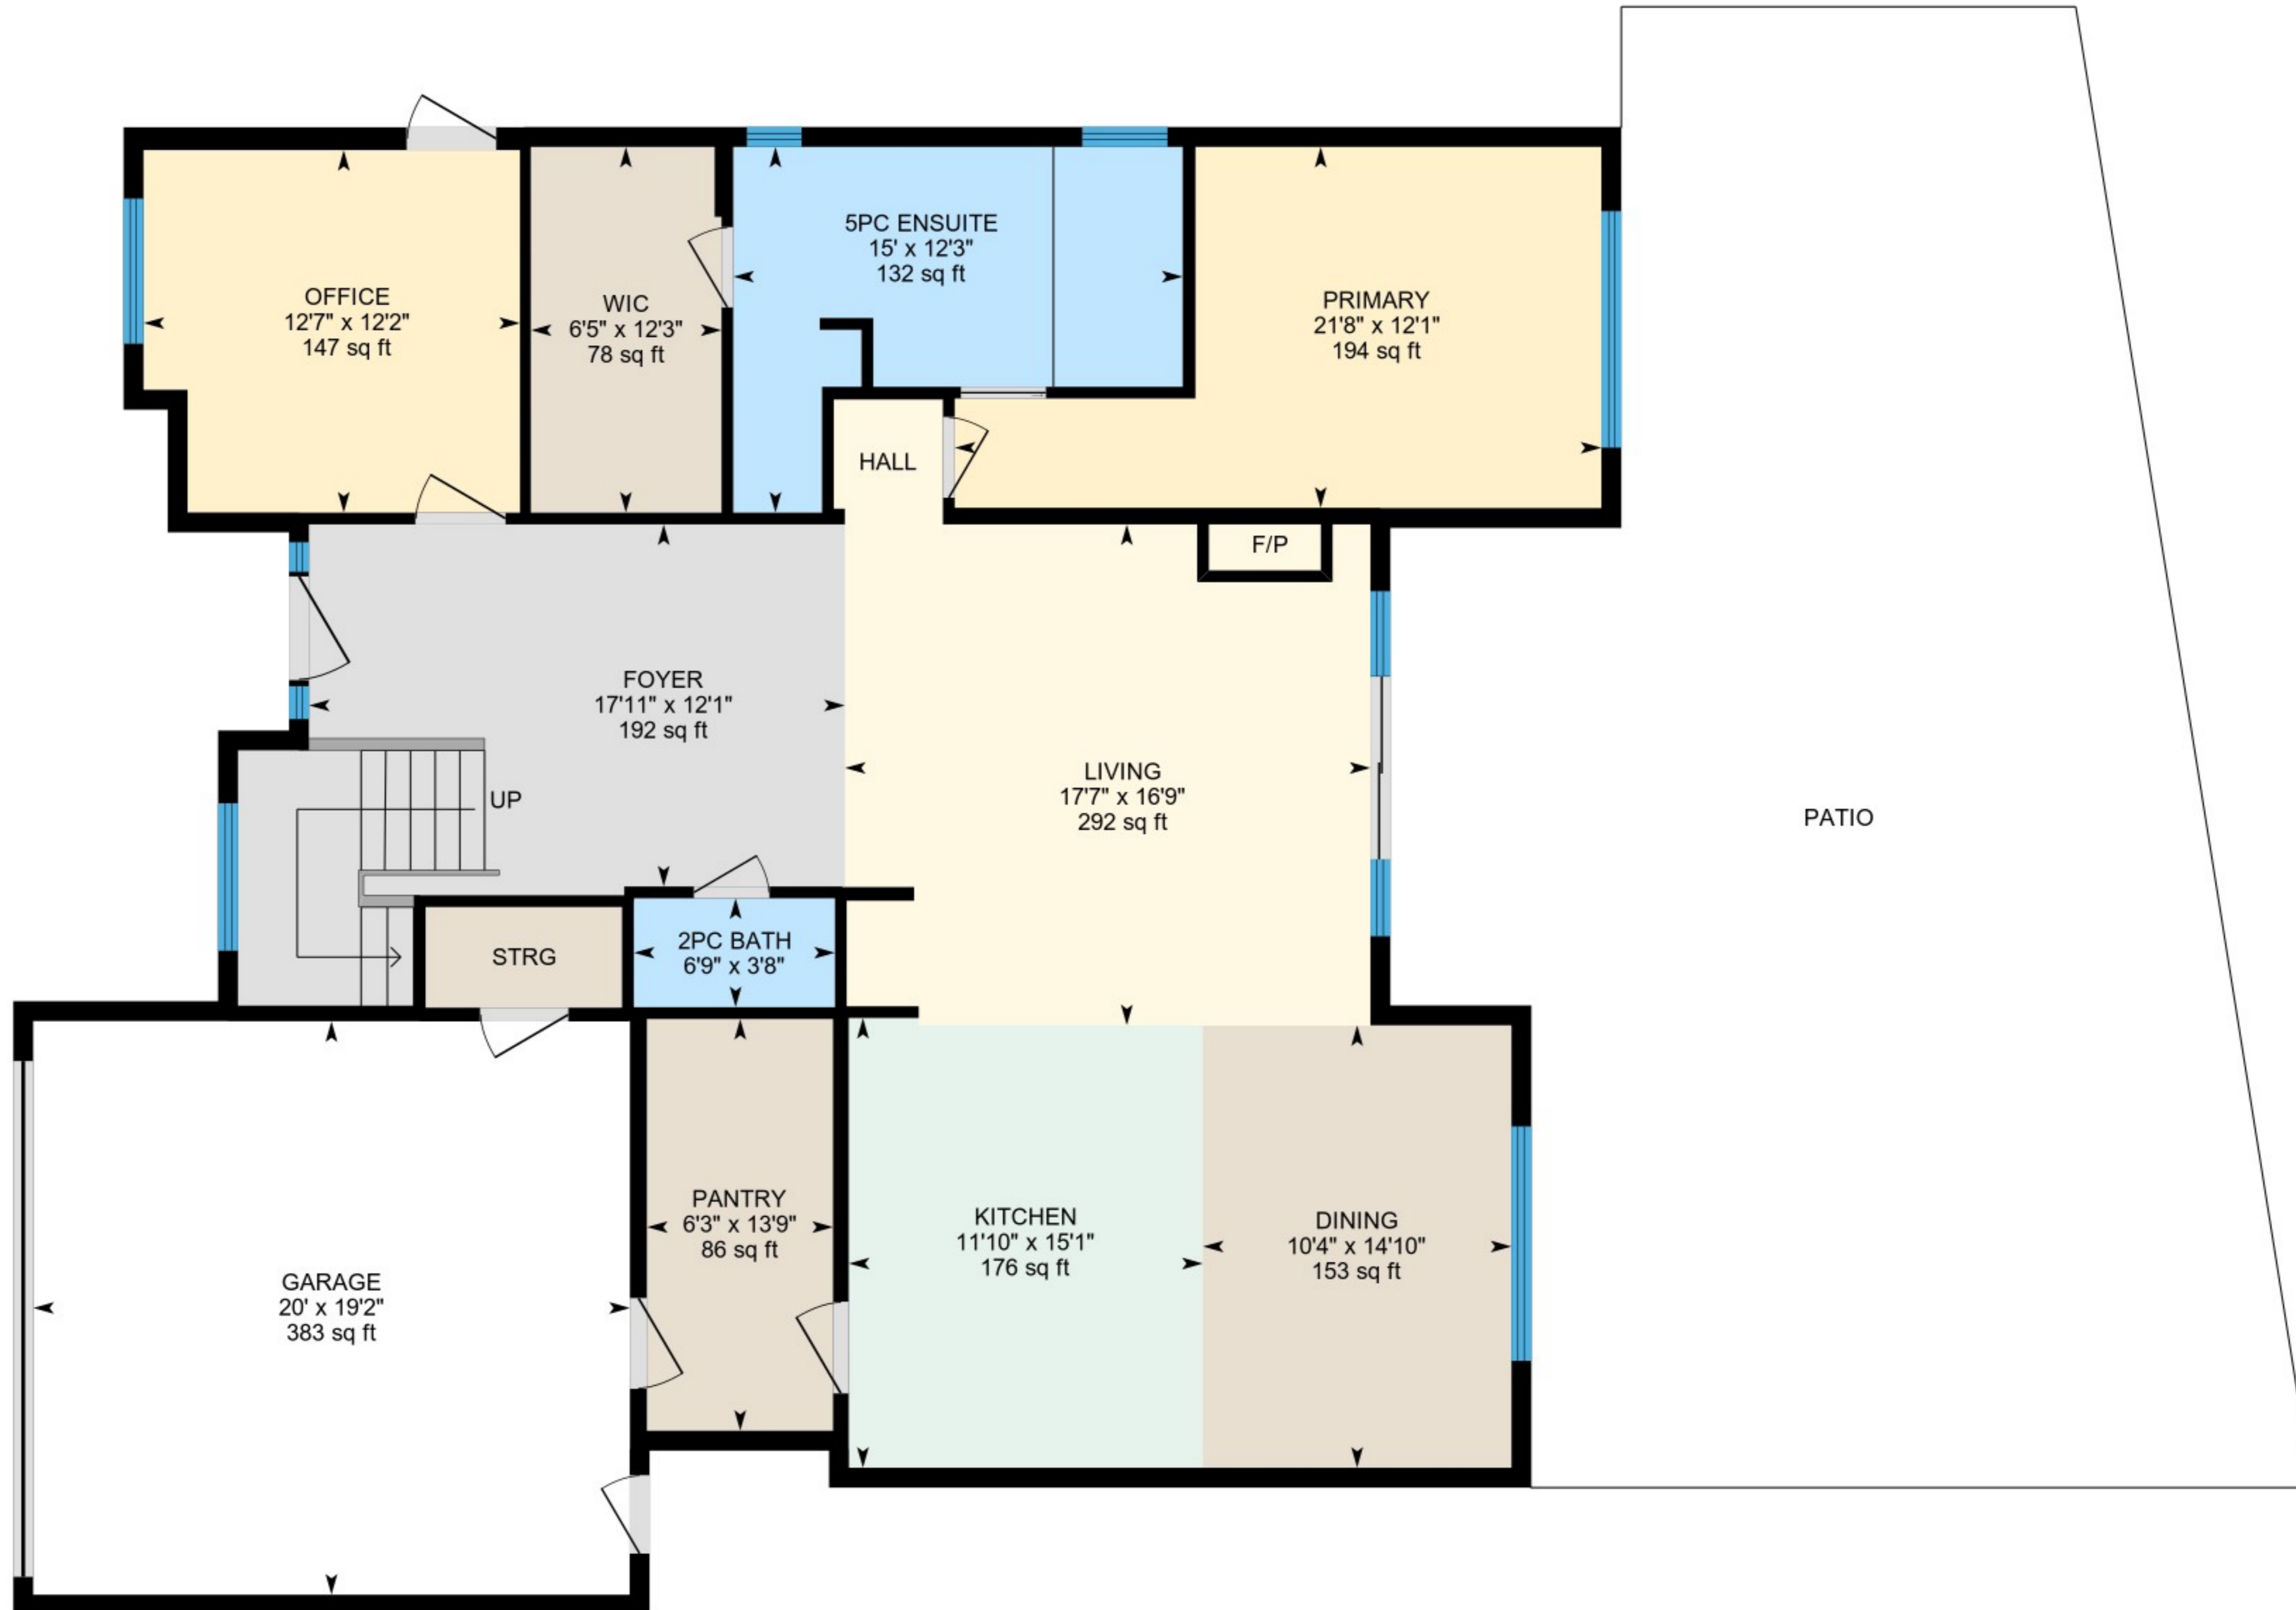 5PC ENSUITE
15' x 12'3"
132 sq ft
OFFICE
12'7" x 12'2"
147 sq ft
WIC
6'5" x 12'3"
78 sq ft
PRIMARY
21'8" x 12'1"
194 sq ft
HALL
F/P
FOYER
17'11" x 12'1"
192 sq ft
UP
LIVING
17'7" x 16'9"
292 sq ft
PATIO
STRG
2PC BATH
6'9" x 3'8"
PANTRY
6'3" x 13'9"
86 sq ft
KITCHEN
11'10" x 15'1"
176 sq ft
DINING
10'4" x 14'10"
153 sq ft
GARAGE
20' x 19'2"
383 sq ft